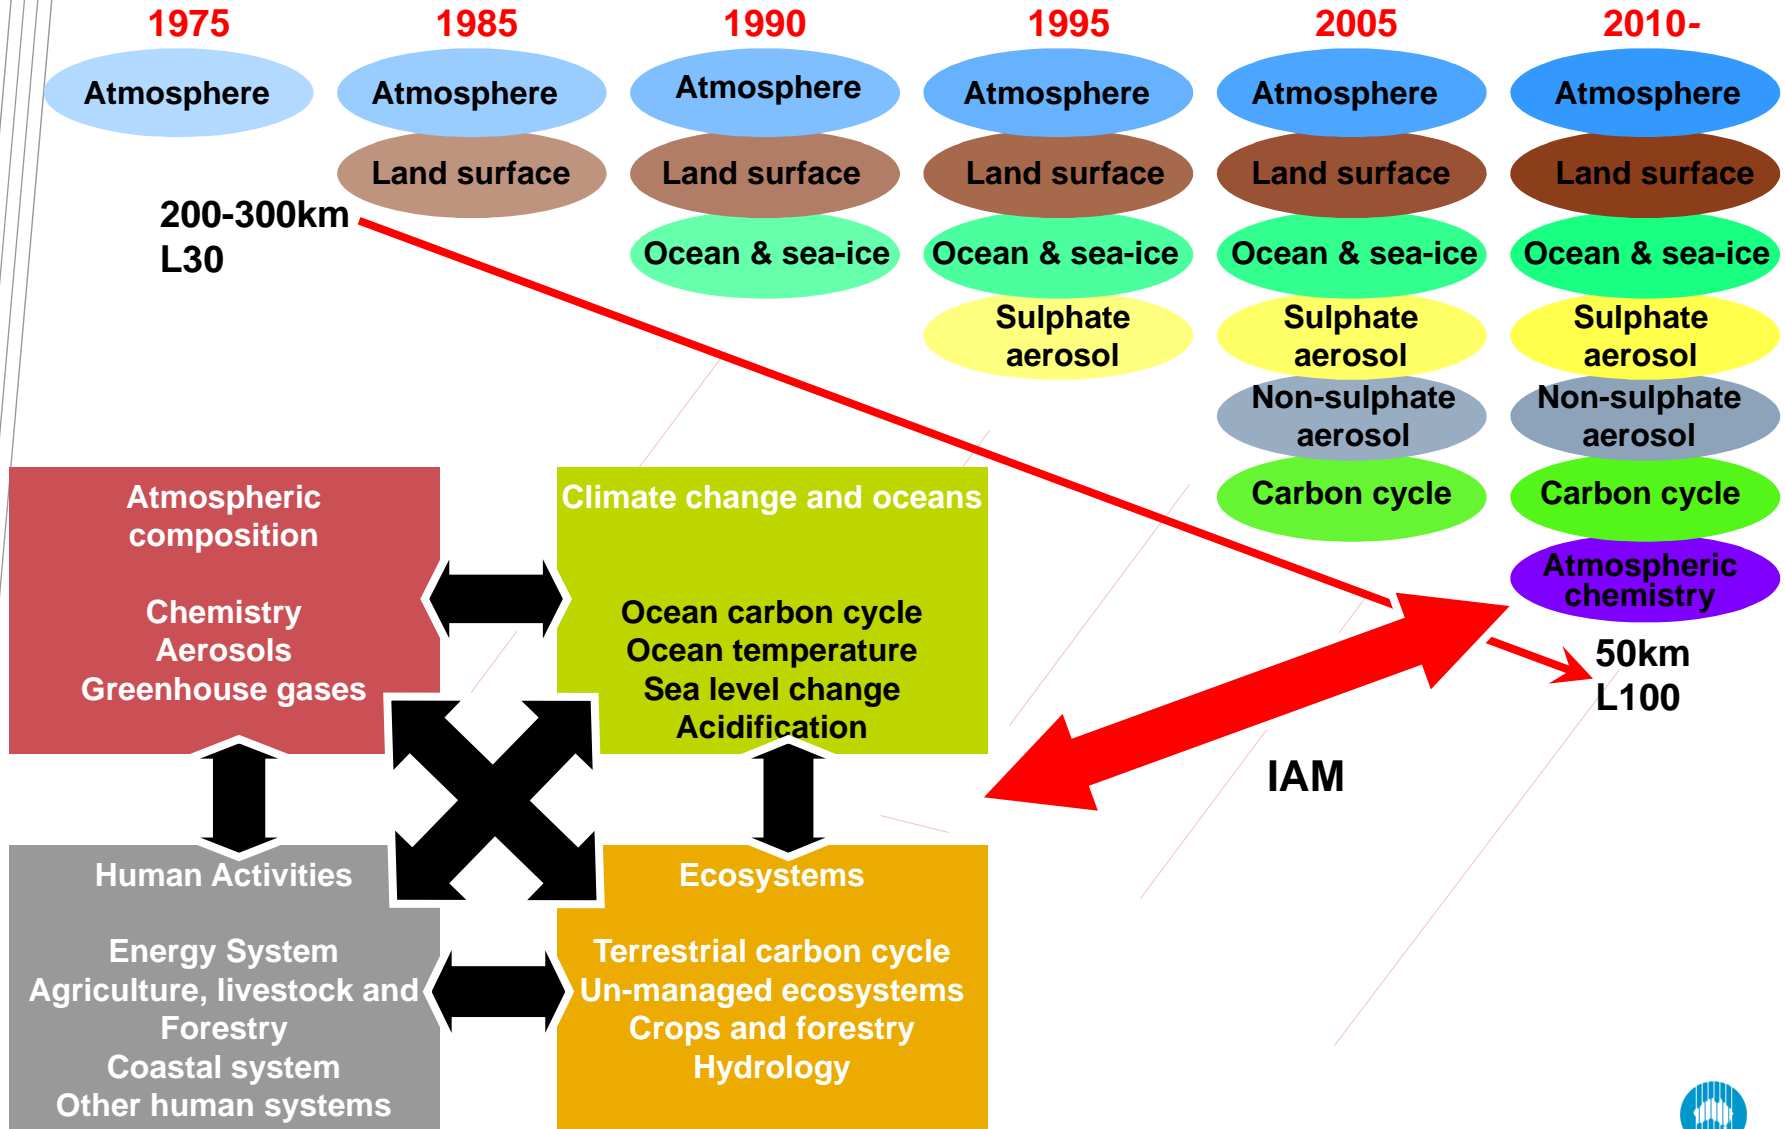 1975
1985
1990
1995
2005
2010-
Atmosphere
Atmosphere
Atmosphere
Atmosphere
Atmosphere
Atmosphere
Land surface
Land surface
Land surface
Land surface
Land surface
200-300km
L30
Ocean & sea-ice
Ocean & sea-ice
Ocean & sea-ice
Ocean & sea-ice
Sulphate
aerosol
Sulphate
aerosol
Sulphate
aerosol
Non-sulphate
aerosol
Non-sulphate
aerosol
Carbon cycle
Carbon cycle
Atmospheric
chemistry
50km
L100
IAM
Atmospheric
composition
Chemistry
Aerosols
Greenhouse gases
Climate change and oceans
Ocean carbon cycle
Ocean temperature
Sea level change
Acidification
Human Activities
Energy System
Agriculture, livestock and
Forestry
Coastal system
Other human systems
Ecosystems
Terrestrial carbon cycle
Un-managed ecosystems
Crops and forestry
Hydrology